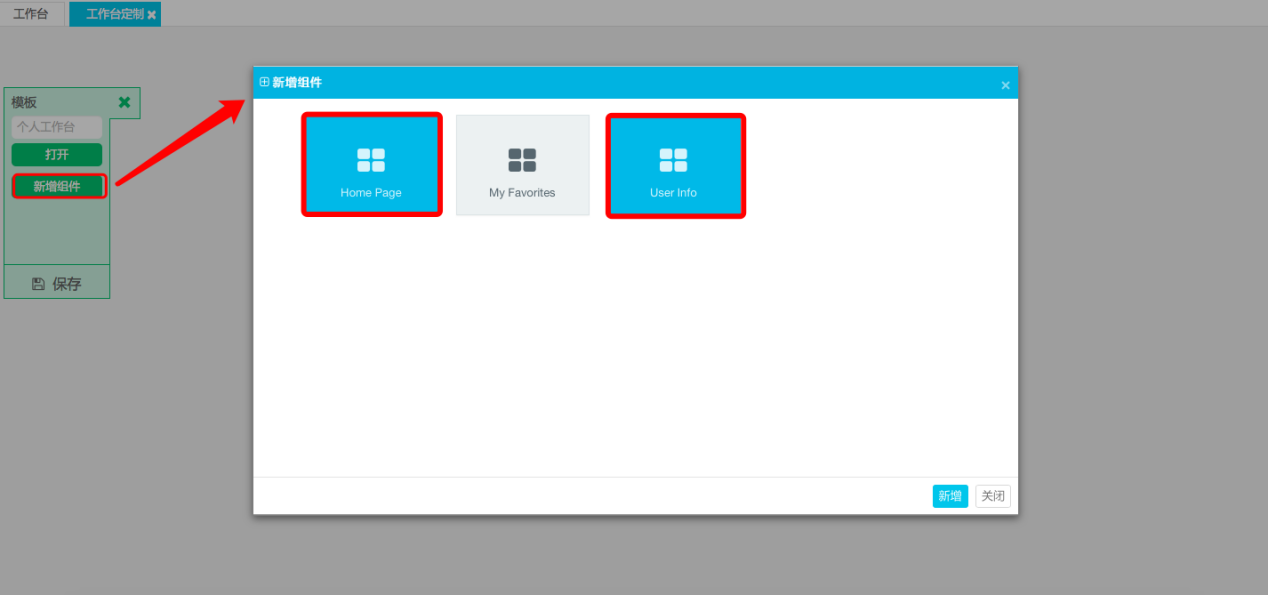 工作台
工作台定制
模板
个人工作台
打开
新增组件
保存
新增组件
Home Page
My Favorites
User Info
新增
关闭